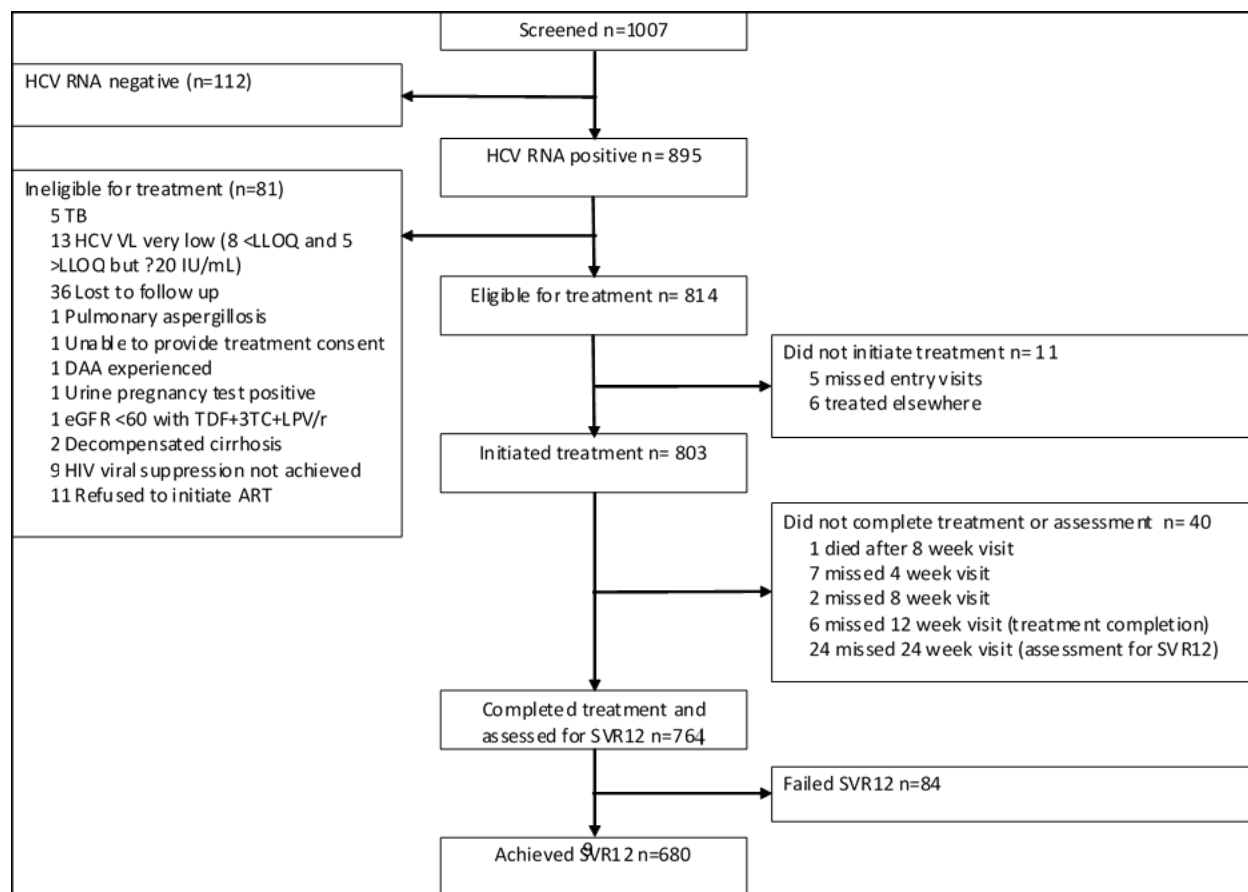 Screened n=1007
HCV RNA negative (n=112)
HCV RNA positive n= 895
Ineligible for treatment (n=81)
5 TB
13 HCV VL very low (8 <LLOQ and 5
>LLOQ but ?20 IU/mL)
36 Lost to follow up
1 Pulmonary aspergillosis
1 Unable to provide treatment consent
1 DAA experienced
1 Urine pregnancy test positive
1 eGFR <60 with TDF+3TC+LPV/r
2 Decompensated cirrhosis
9 HIV viral suppression not achieved
11 Refused to initiate ART
Eligible for treatment n= 814
Did not initiate treatment n= 11
5 missed entry visits
6 treated elsewhere
Initiated treatment n= 803
Did not complete treatment or assessment n= 40
1 died after 8 week visit
7 missed 4 week visit
2 missed 8 week visit
6 missed 12 week visit (treatment completion)
24 missed 24 week visit (assessment for SVR12)
Completed treatment and
assessed for SVR12 n=764
Failed SVR12 n=84
9
Achieved SVR12 n=680